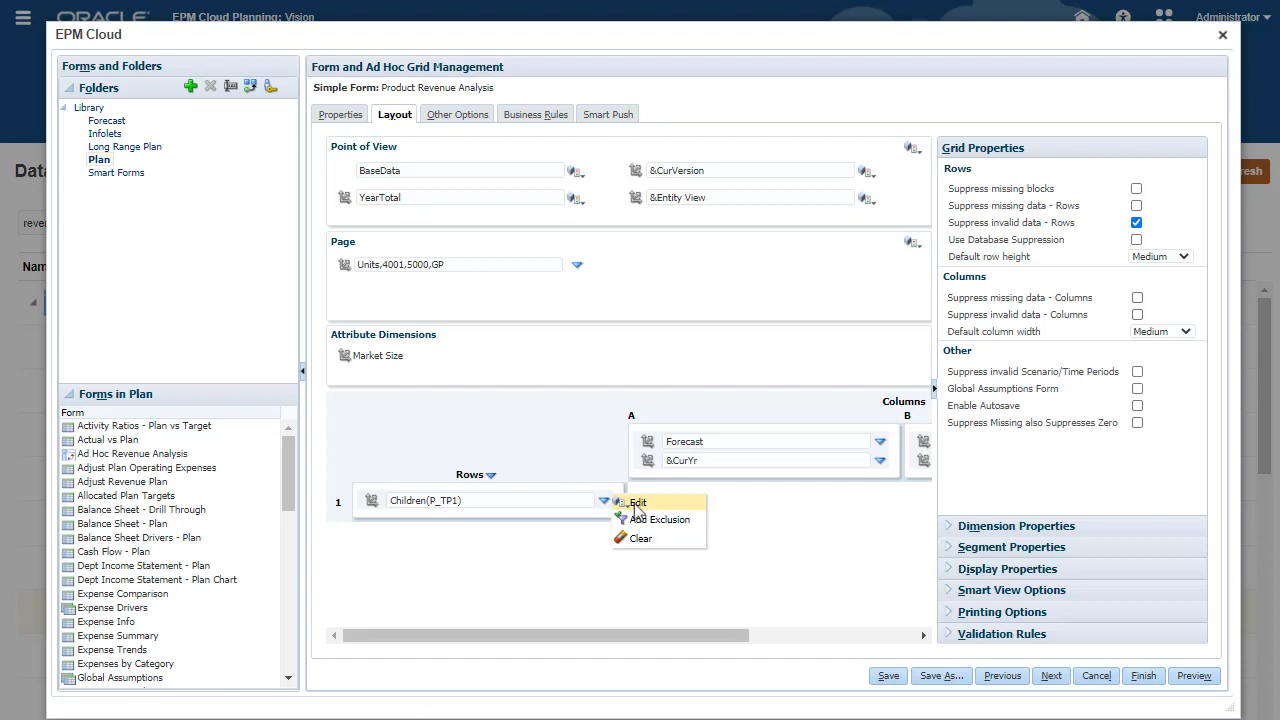 ORACLE EPM Cloud Planning: Vision Administrator
EPM Cloud
Forms and Folders
Folders
Library
Forecast
Infolets
Long Range Plan
Plan
Smart Forms
Forms in Plan
Form
Activity Ratios - Plan vs Target
Actual vs Plan
Ad Hoc Revenue Analysis
Adjust Plan Operating Expenses
Adjust Revenue Plan
Allocated Plan Targets
Balance Sheet - Drill Through
Balance Sheet - Plan
Balance Sheet Drivers - Plan
Cash Flow - Plan
Dept Income Statement - Plan
Dept Income Statement - Plan Chart
Expense Comparison
Expense Drivers
Expense Info
Expense Summary
Expense Trends
Expenses by Category
Global Assumptions
Form and Ad Hoc Grid Management
Simple Form: Product Revenue Analysis
Properties Layout Other Options Business Rules Smart Push
Point of View
BaseData &CurVersion
YearTotal &Entity View
Page
Units,4001,5000,GP
Attribute Dimensions
Market Size
Columns
A B
Forecast
&CurYr
Rows
1 Children(P_TP1)
Edit
Add Exclusion
Clear
Grid Properties
Rows
Suppress missing blocks
Suppress missing data - Rows
Suppress invalid data - Rows
Use Database Suppression
Default row height Medium
Columns
Suppress missing data - Columns
Suppress invalid data - Columns
Default column width Medium
Other
Suppress invalid Scenario/Time Periods
Global Assumptions Form
Enable Autosave
Suppress Missing also Suppresses Zero
Dimension Properties
Segment Properties
Display Properties
Smart View Options
Printing Options
Validation Rules
Save Save As... Previous Next Cancel Finish Preview
Data
reve
Nam
resh